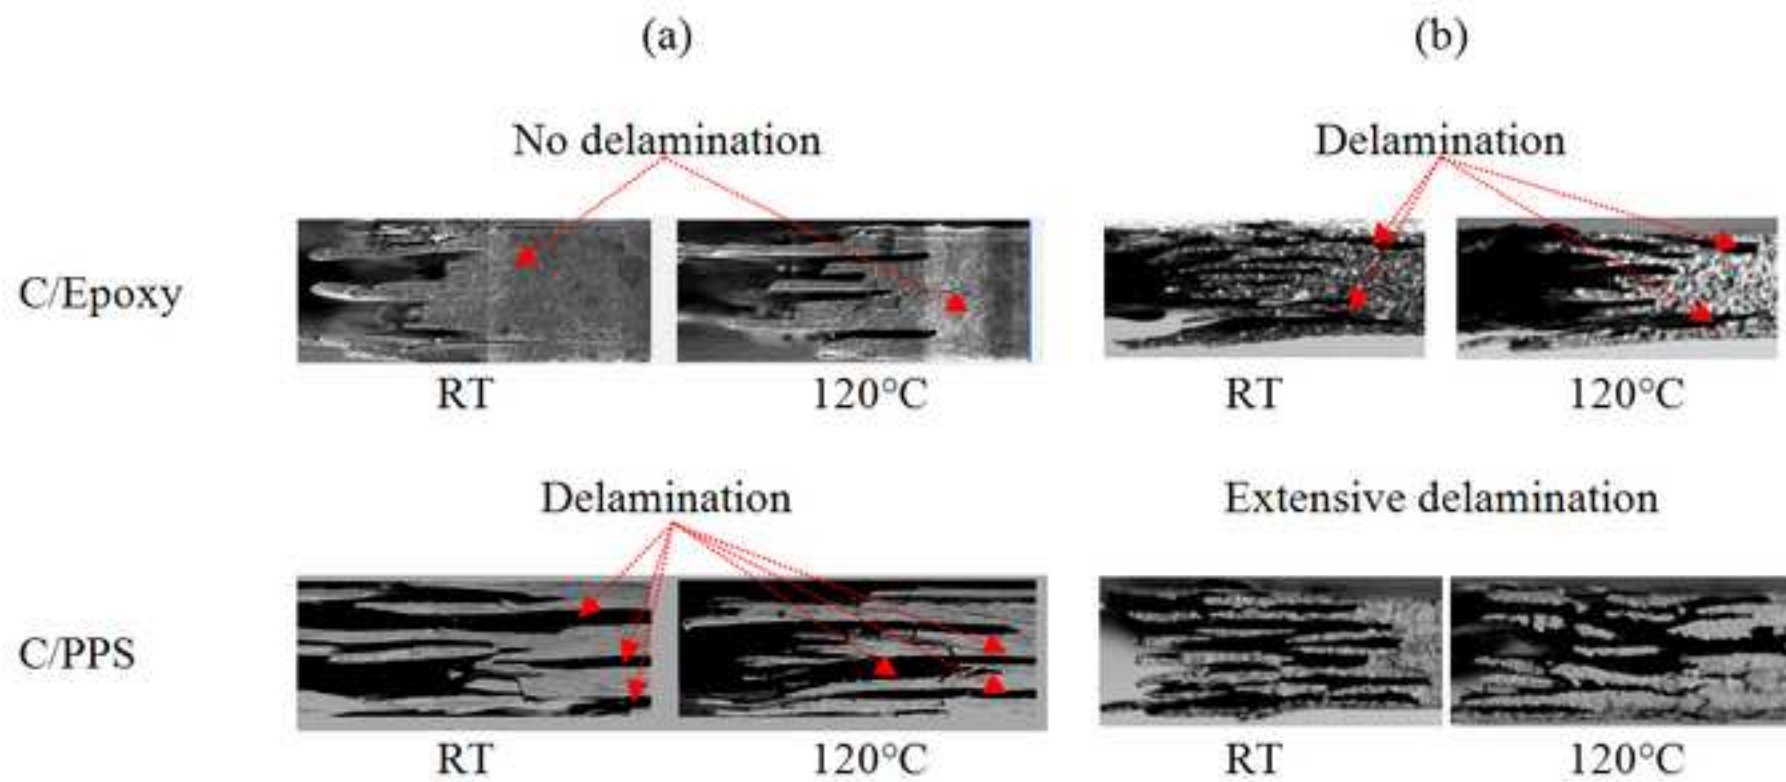 (a) (b)
No delamination Delamination
C/Epoxy
RT 120°C RT 120°C
Delamination Extensive delamination
C/PPS
RT 120°C RT 120°C